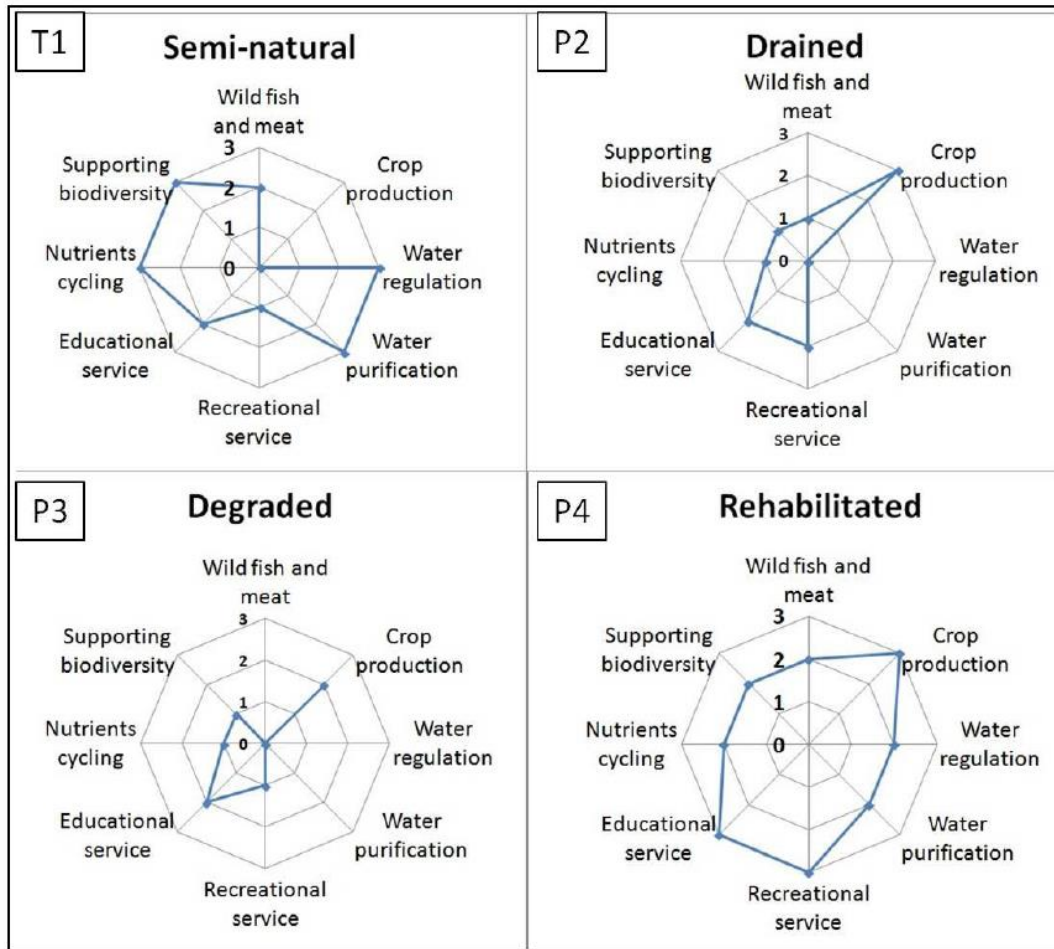 T1
Semi-natural
Wild fish
and meat
Crop
production
Water
regulation
Water
purification
Recreational
service
Educational
service
Nutrients
cycling
Supporting
biodiversity
3
2
1
0
P2
Drained
Wild fish and
meat
Crop
production
Water
regulation
Water
purification
Recreational
service
Educational
service
Nutrients
cycling
Supporting
biodiversity
3
2
1
0
P3
Degraded
Wild fish and
meat
Crop
production
Water
regulation
Water
purification
Recreational
service
Educational
service
Nutrients
cycling
Supporting
biodiversity
3
2
1
0
P4
Rehabilitated
Wild fish and
meat
Crop
production
Water
regulation
Water
purification
Recreational
service
Educational
service
Nutrients
cycling
Supporting
biodiversity
3
2
1
0